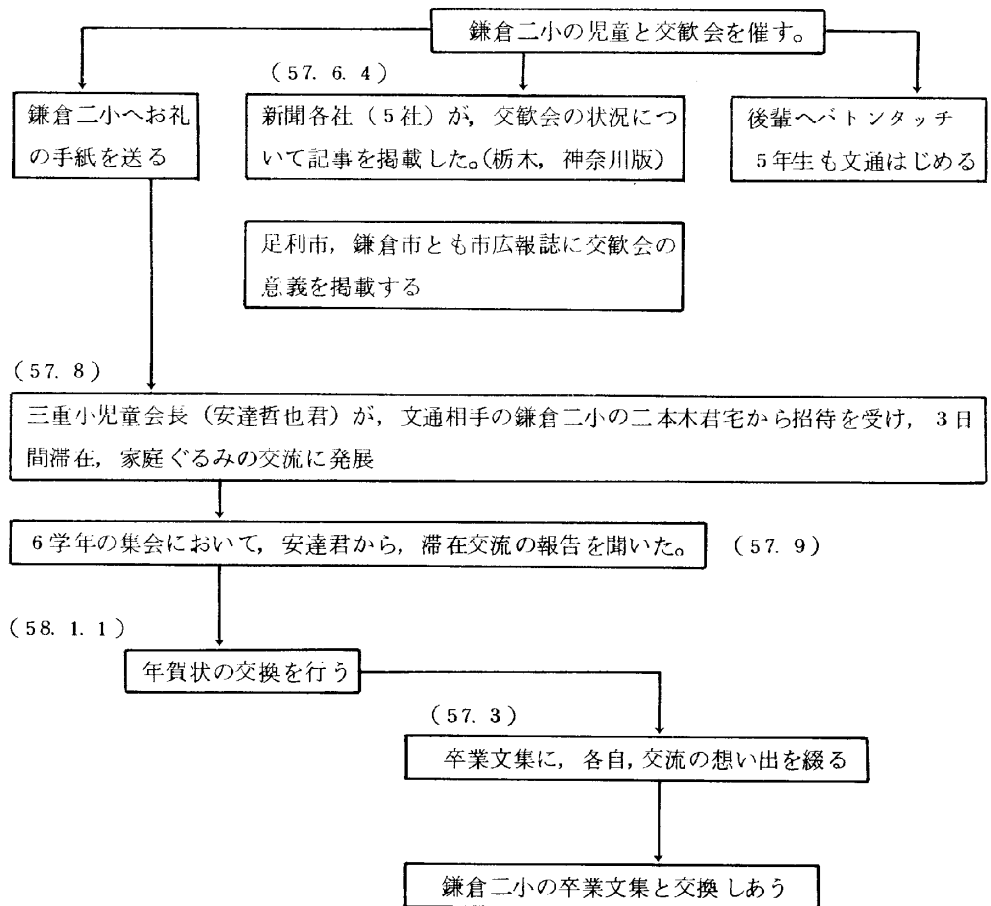 鎌倉二小の児童と交歓会を催す。
(57. 6. 4)
鎌倉二小へお礼
の手紙を送る
新聞各社(5社)が,交歓会の状況につ
いて記事を掲載した。(栃木,神奈川版)
後輩へバトンタッチ
5年生も文通はじめる
足利市,鎌倉市とも市広報誌に交歓会の
意義を掲載する
(57. 8)
三重小児童会長(安達哲也君)が,文通相手の鎌倉二小の二本木君宅から招待を受け,3日
間滞在,家庭ぐるみの交流に発展
6学年の集会において,安達君から,滞在交流の報告を聞いた。
(57. 9)
(58. 1. 1)
年賀状の交換を行う
(57. 3)
卒業文集に,各自,交流の想い出を綴る
鎌倉二小の卒業文集と交換しあう